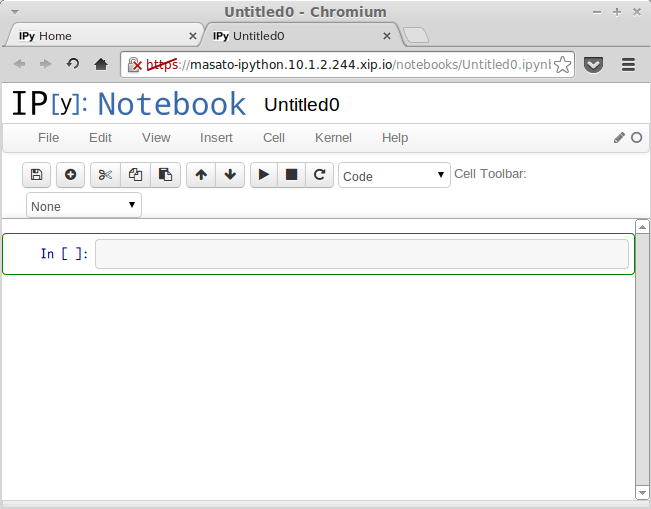 Untitled0 - Chromium
IPy Home
IPy Untitled0
https://masato-ipython.10.1.2.244.xip.io/notebooks/Untitled0.ipynb
IP[y]: Notebook Untitled0
File Edit View Insert Cell Kernel Help
Code Cell Toolbar:
None
In [ ]: